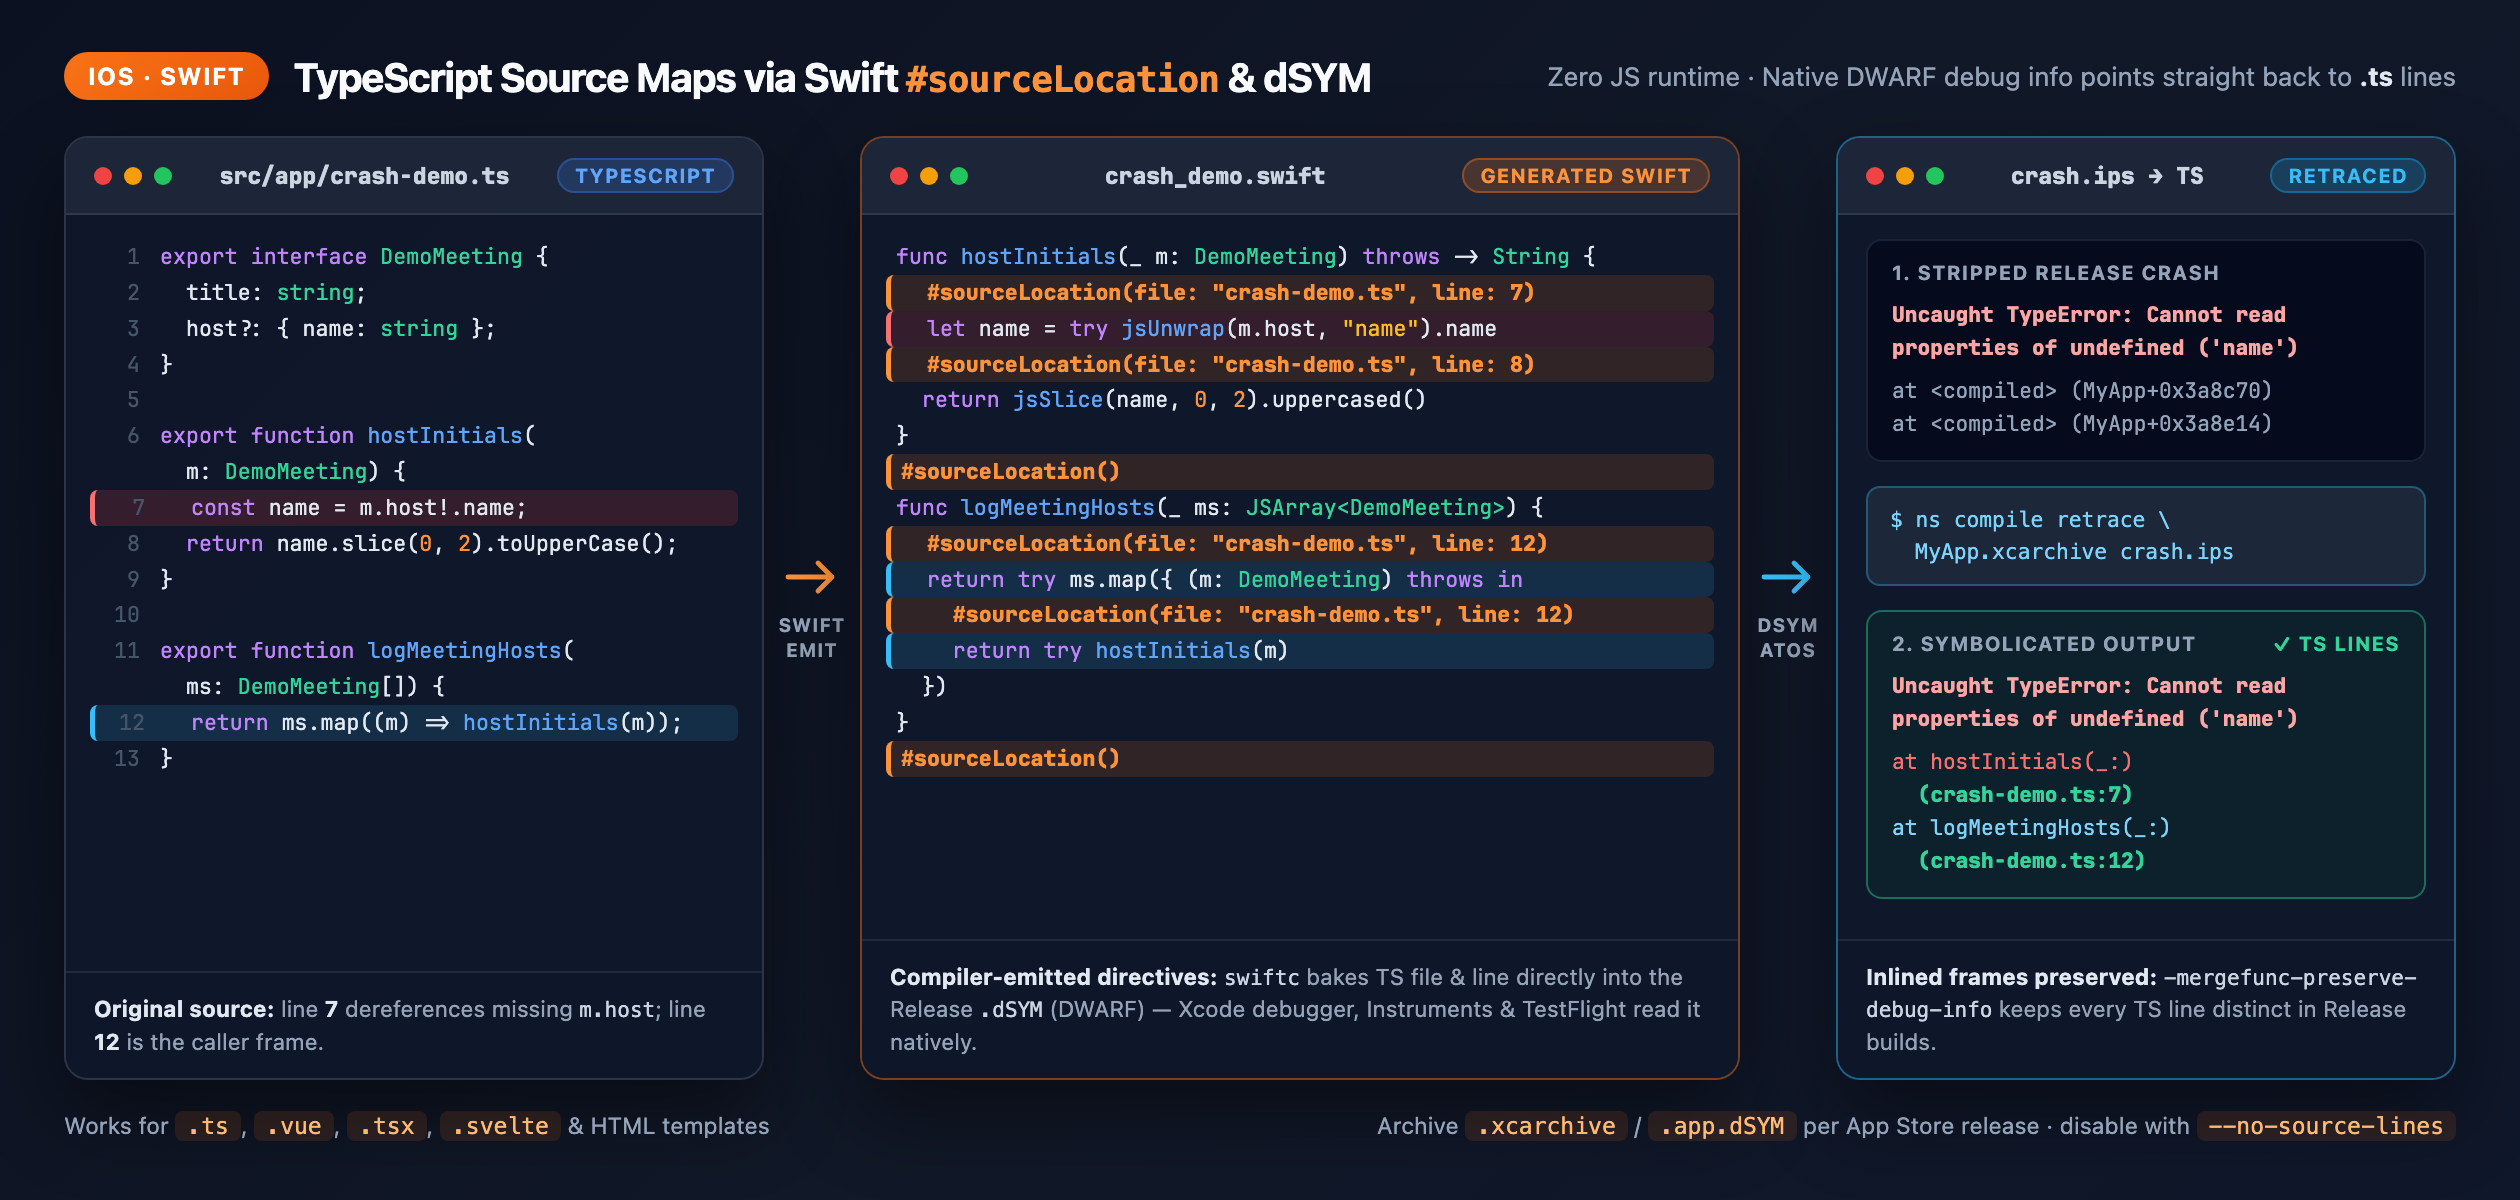 IOS · SWIFT
TypeScript Source Maps via Swift #sourceLocation & dSYM
Zero JS runtime · Native DWARF debug info points straight back to .ts lines
src/app/crash-demo.ts
TYPESCRIPT
1 export interface DemoMeeting {
2   title: string;
3   host?: { name: string };
4 }
5
6 export function hostInitials(
  m: DemoMeeting) {
7   const name = m.host!.name;
8   return name.slice(0, 2).toUpperCase();
9 }
10
11 export function logMeetingHosts(
  ms: DemoMeeting[]) {
12   return ms.map((m) => hostInitials(m));
13 }
Original source: line 7 dereferences missing m.host; line
12 is the caller frame.
SWIFT
EMIT
crash_demo.swift
GENERATED SWIFT
func hostInitials(_ m: DemoMeeting) throws -> String {
  #sourceLocation(file: "crash-demo.ts", line: 7)
  let name = try jsUnwrap(m.host, "name").name
  #sourceLocation(file: "crash-demo.ts", line: 8)
  return jsSlice(name, 0, 2).uppercased()
}
#sourceLocation()
func logMeetingHosts(_ ms: JSArray<DemoMeeting>) {
  #sourceLocation(file: "crash-demo.ts", line: 12)
  return try ms.map({ (m: DemoMeeting) throws in
    #sourceLocation(file: "crash-demo.ts", line: 12)
    return try hostInitials(m)
  })
}
#sourceLocation()
Compiler-emitted directives: swiftc bakes TS file & line directly into the
Release .dSYM (DWARF) — Xcode debugger, Instruments & TestFlight read it
natively.
DSYM
ATOS
crash.ips → TS
RETRACED
1. STRIPPED RELEASE CRASH
Uncaught TypeError: Cannot read
properties of undefined ('name')
at <compiled> (MyApp+0x3a8c70)
at <compiled> (MyApp+0x3a8e14)
$ ns compile retrace \
  MyApp.xcarchive crash.ips
2. SYMBOLICATED OUTPUT
✓ TS LINES
Uncaught TypeError: Cannot read
properties of undefined ('name')
at hostInitials(_:)
  (crash-demo.ts:7)
at logMeetingHosts(_:)
  (crash-demo.ts:12)
Inlined frames preserved: -mergefunc-preserve-
debug-info keeps every TS line distinct in Release
builds.
Works for .ts, .vue, .tsx, .svelte & HTML templates
Archive .xcarchive / .app.dSYM per App Store release · disable with --no-source-lines